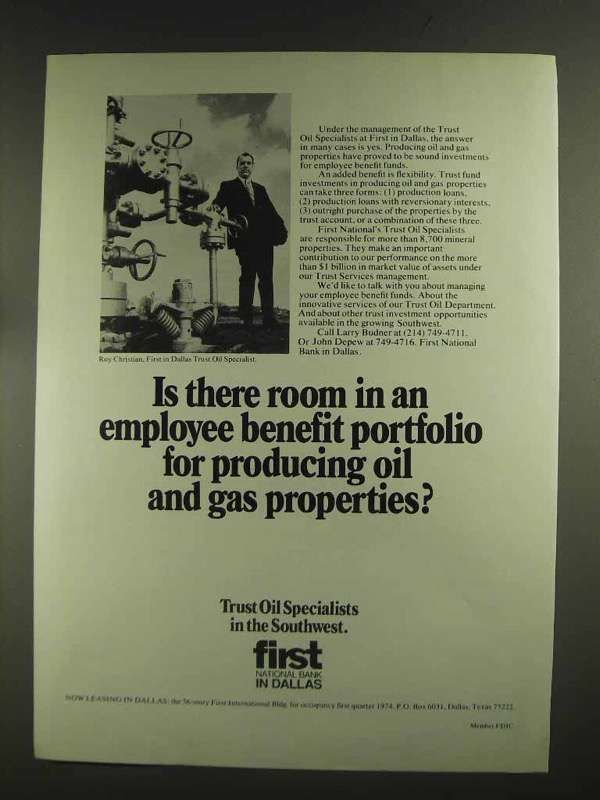 Under the management of the Trust
Oil Specialists at First in Dallas, the answer
in many cases is yes. Producing oil and gas
properties have proved to be sound investments
for employee benefit funds.
An added benefit is flexibility. Trust fund
investments in producing oil and gas properties
can take three forms: (1) production loans,
(2) production loans with reversionary interests,
(3) outright purchase of the properties by the
trust account, or a combination of these three.
First National's Trust Oil Specialists
are responsible for more than 8,700 mineral
properties. They make an important
contribution to our performance on the more
than $1 billion in market value of assets under
our Trust Services management.
We'd like to talk with you about managing
your employee benefit funds. About the
innovative services of our Trust Oil Department.
And about other trust investment opportunities
available in the growing Southwest.
Call Larry Budner at (214) 749-4711.
Or John Depew at 749-4716. First National
Bank in Dallas.
Roy Christian, First in Dallas Trust Oil Specialist.
Is there room in an
employee benefit portfolio
for producing oil
and gas properties?
Trust Oil Specialists
in the Southwest.
first
NATIONAL BANK
IN DALLAS
NOW LEASING IN DALLAS: the 56-story First International Bldg. for occupancy first quarter 1974. P.O. Box 6031, Dallas, Texas 75222.
Member FDIC